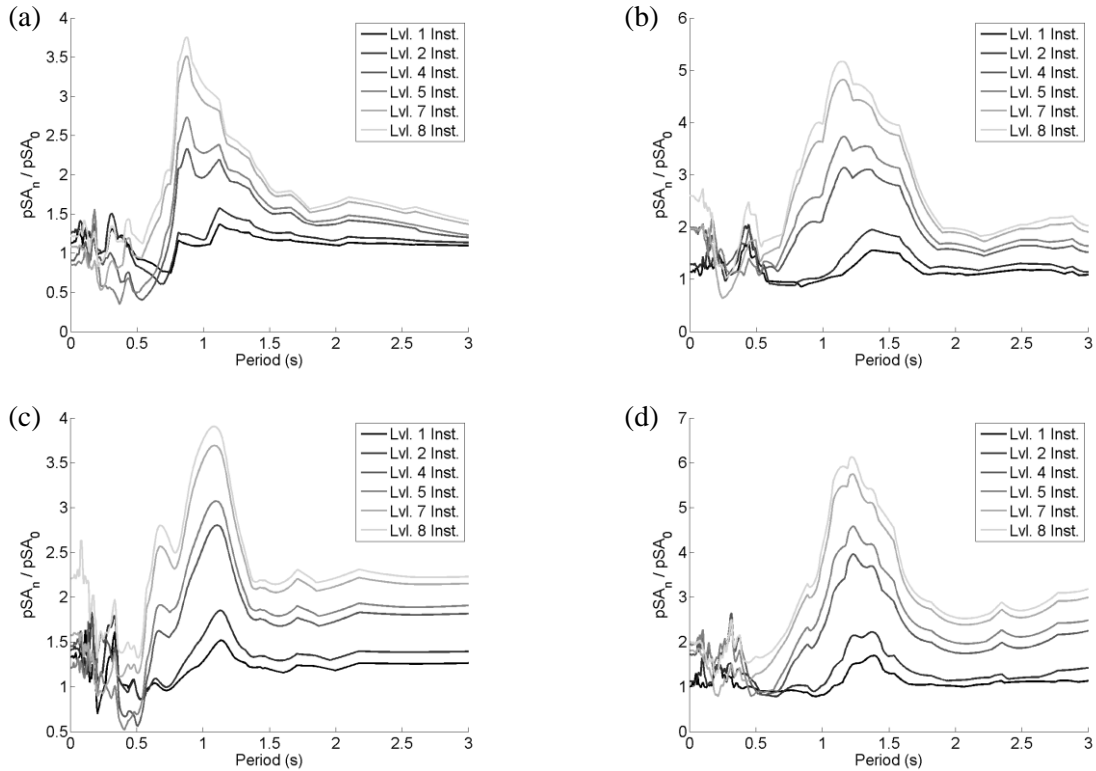 (a)
4
3.5
3
2.5
2
1.5
1
0.5
0
pSAn / pSA0
0 0.5 1 1.5 2 2.5 3
Period (s)
Lvl. 1 Inst.
Lvl. 2 Inst.
Lvl. 4 Inst.
Lvl. 5 Inst.
Lvl. 7 Inst.
Lvl. 8 Inst.
(b)
6
5
4
3
2
1
0
pSAn / pSA0
0 0.5 1 1.5 2 2.5 3
Period (s)
Lvl. 1 Inst.
Lvl. 2 Inst.
Lvl. 4 Inst.
Lvl. 5 Inst.
Lvl. 7 Inst.
Lvl. 8 Inst.
(c)
4
3.5
3
2.5
2
1.5
1
0.5
pSAn / pSA0
0 0.5 1 1.5 2 2.5 3
Period (s)
Lvl. 1 Inst.
Lvl. 2 Inst.
Lvl. 4 Inst.
Lvl. 5 Inst.
Lvl. 7 Inst.
Lvl. 8 Inst.
(d)
7
6
5
4
3
2
1
0
pSAn / pSA0
0 0.5 1 1.5 2 2.5 3
Period (s)
Lvl. 1 Inst.
Lvl. 2 Inst.
Lvl. 4 Inst.
Lvl. 5 Inst.
Lvl. 7 Inst.
Lvl. 8 Inst.